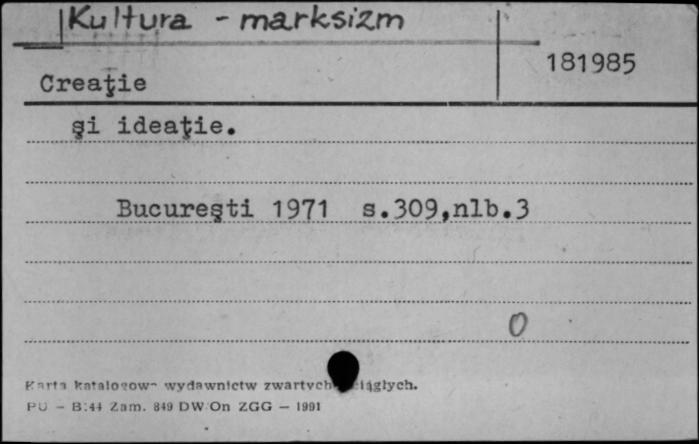 Kultura - marksizm
181985
Creaţie
şi ideaţie.
Bucureşti 1971 s.309,nlb.3
0
Karta katalogowa wydawnictw zwartych ciągłych.
PU - B:44 Zam. 849 DW On ZGG - 1991